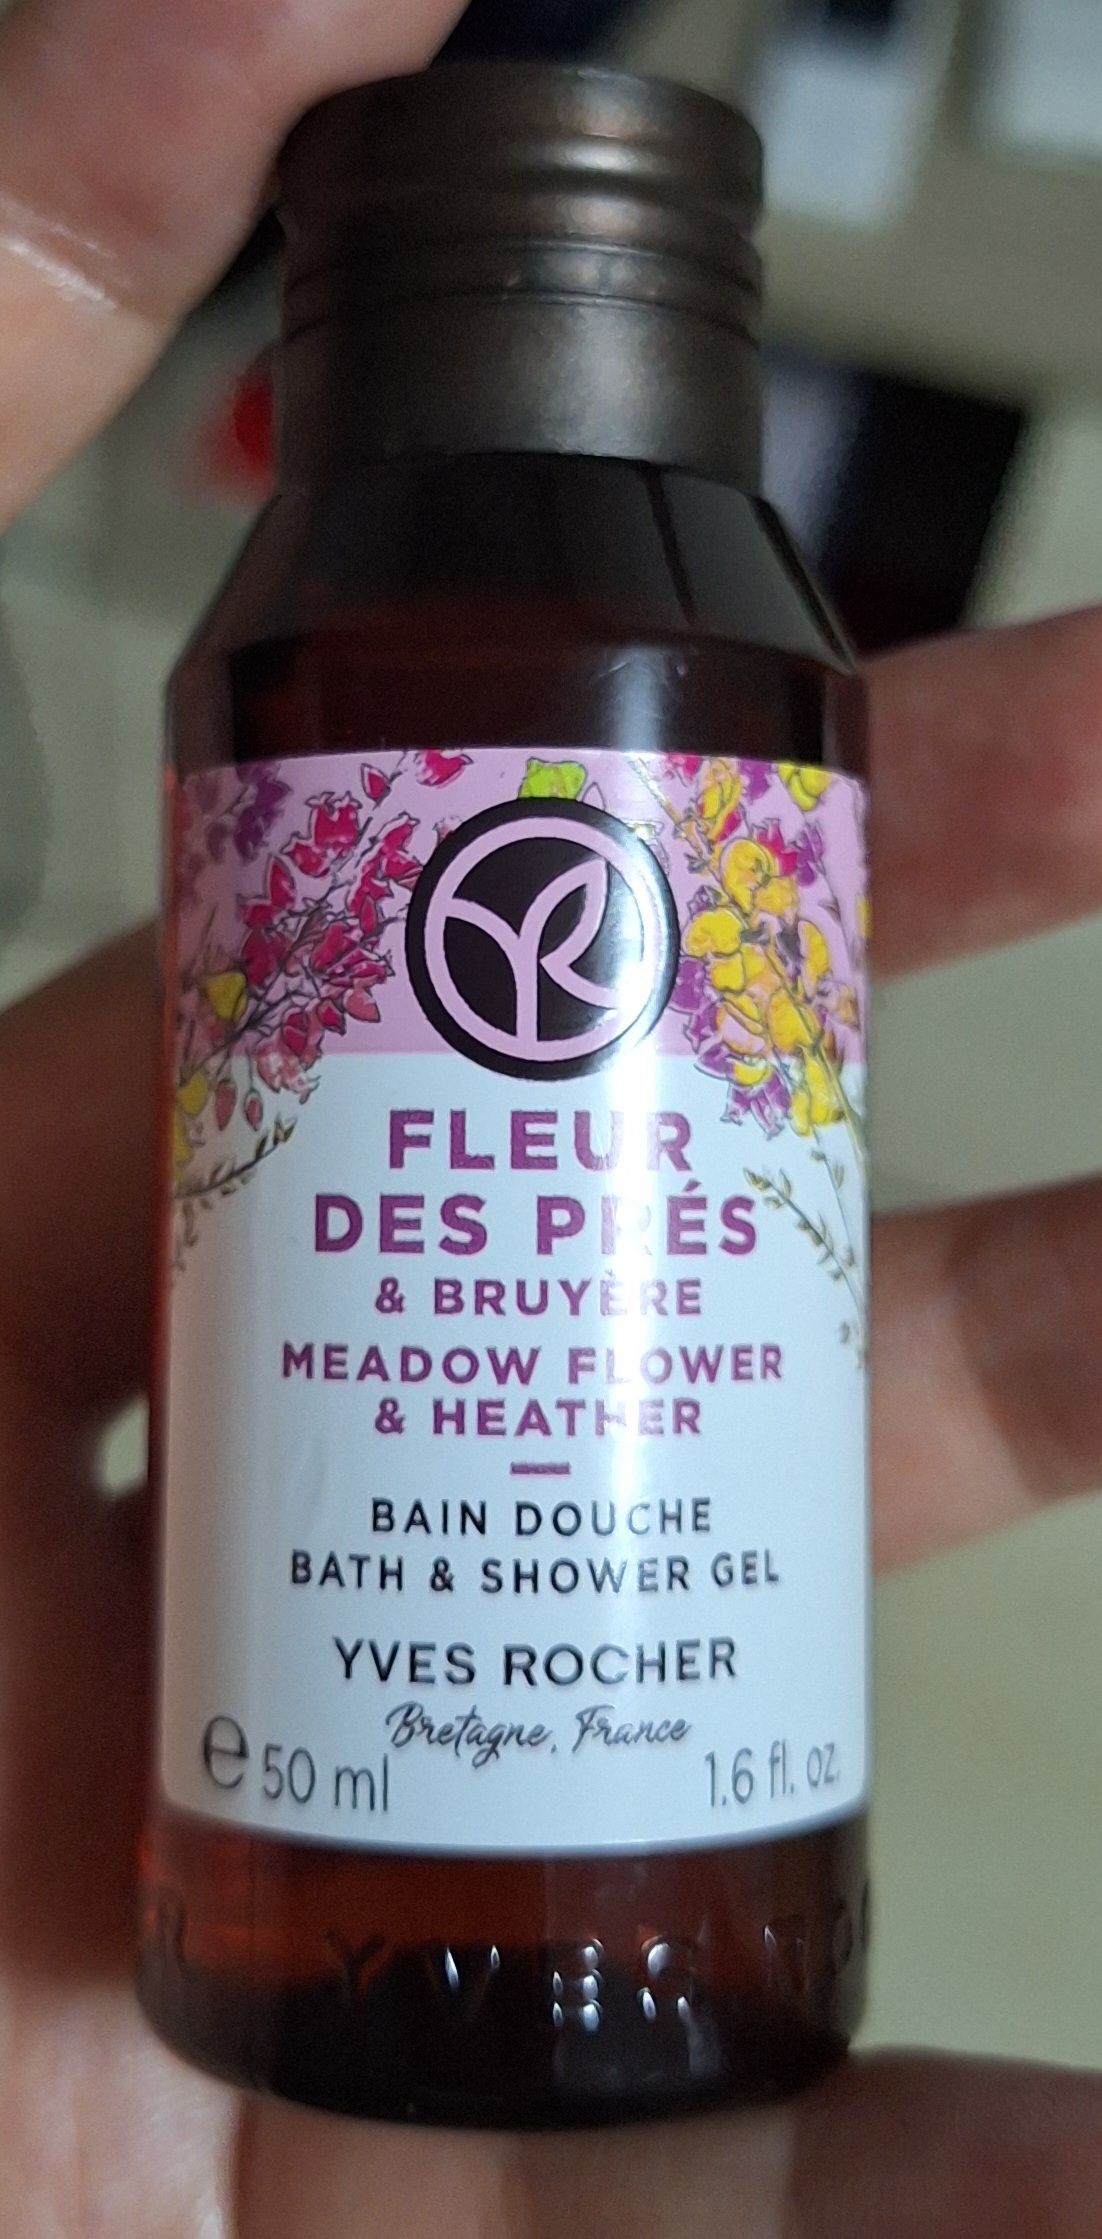 FLEUR
DES PRÉS
& BRUYÈRE
MEADOW FLOWER
& HEATHER
BAIN DOUCHE
BATH & SHOWER GEL
YVES ROCHER
Bretagne, France
℮ 50 ml 1.6 fl. oz.
YVES